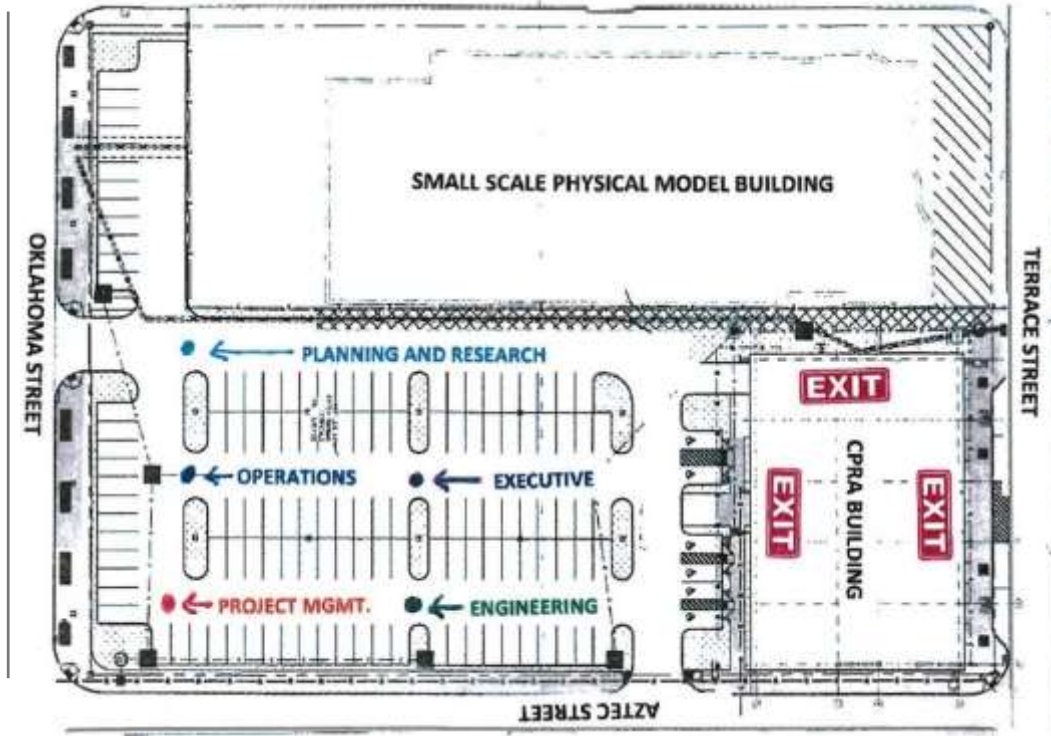 SMALL SCALE PHYSICAL MODEL BUILDING
OKLAHOMA STREET
TERRACE STREET
PLANNING AND RESEARCH
EXIT
OPERATIONS
EXECUTIVE
EXIT
CPRA BUILDING
EXIT
PROJECT MGMT.
ENGINEERING
AZTEC STREET